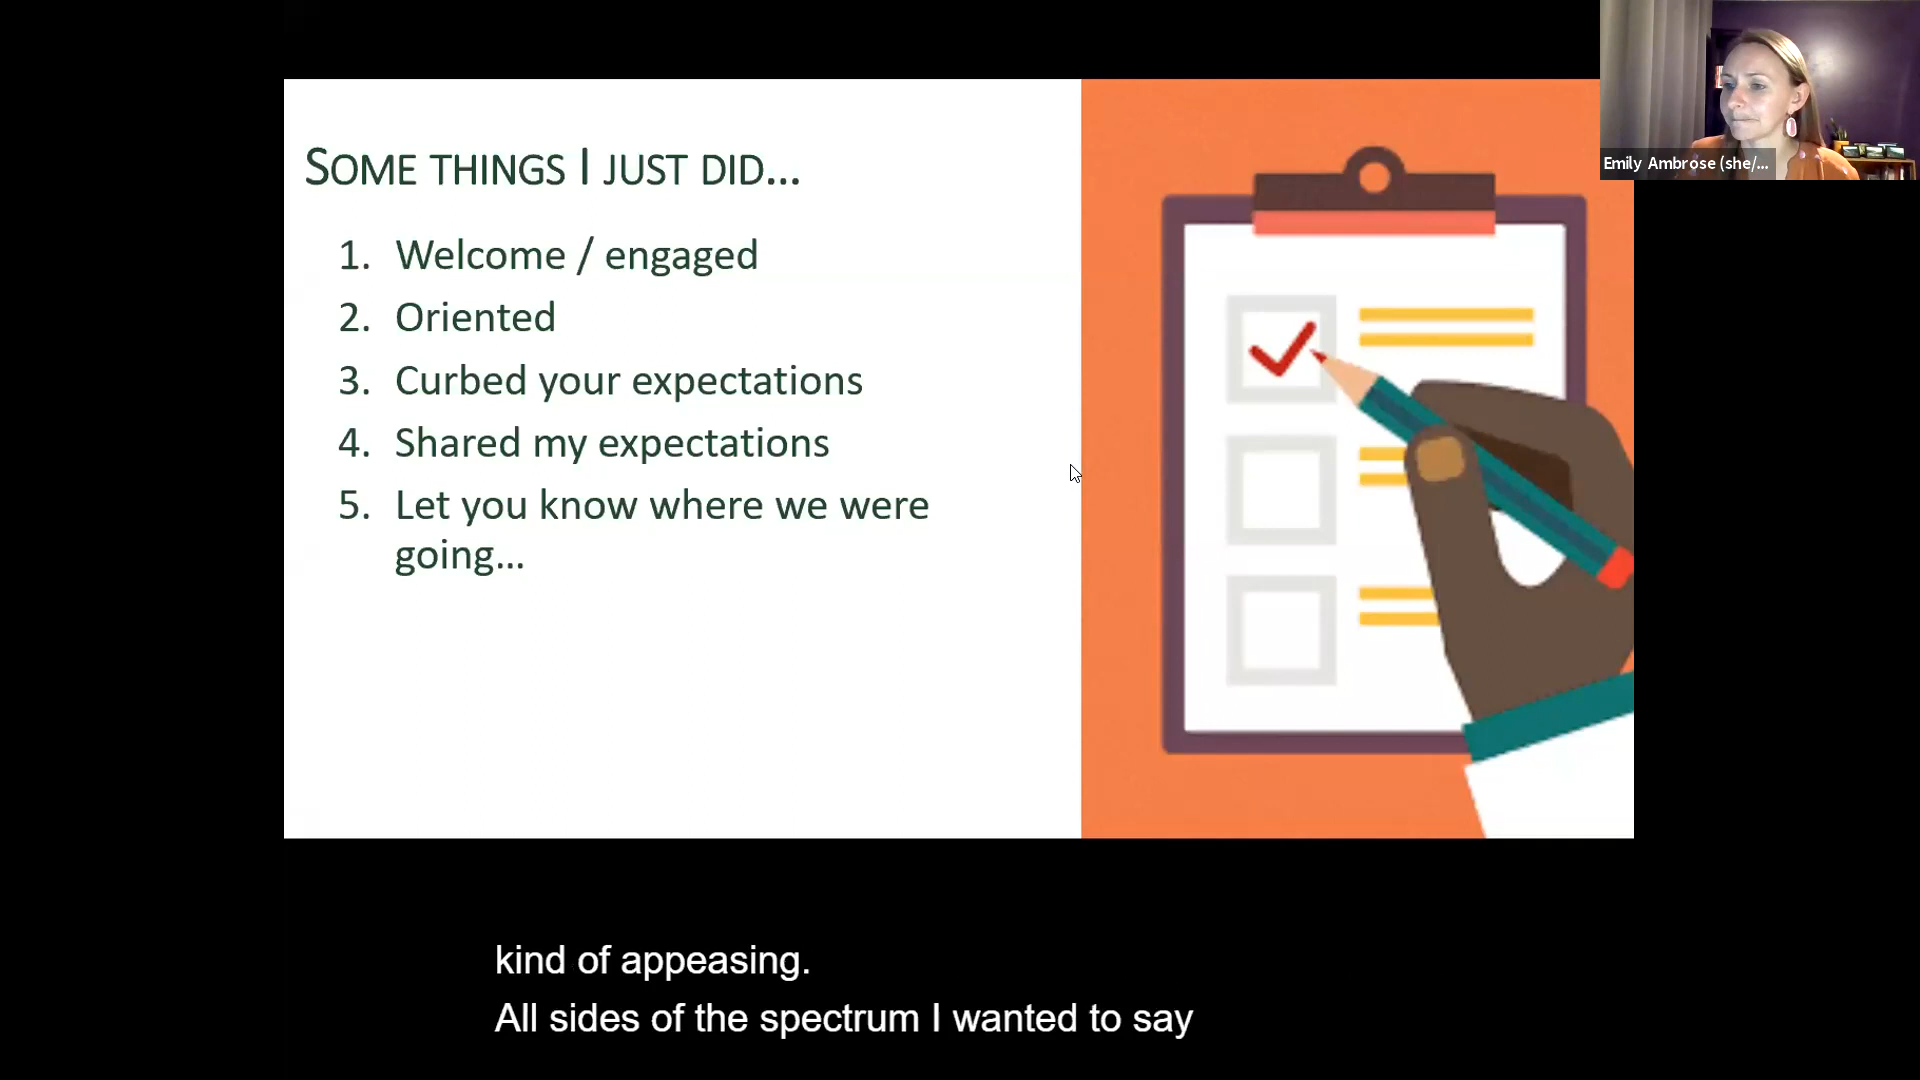 SOME THINGS I JUST DID...
1. Welcome / engaged
2. Oriented
3. Curbed your expectations
4. Shared my expectations
5. Let you know where we were
going...
Emily Ambrose (she/...
kind of appeasing.
All sides of the spectrum I wanted to say